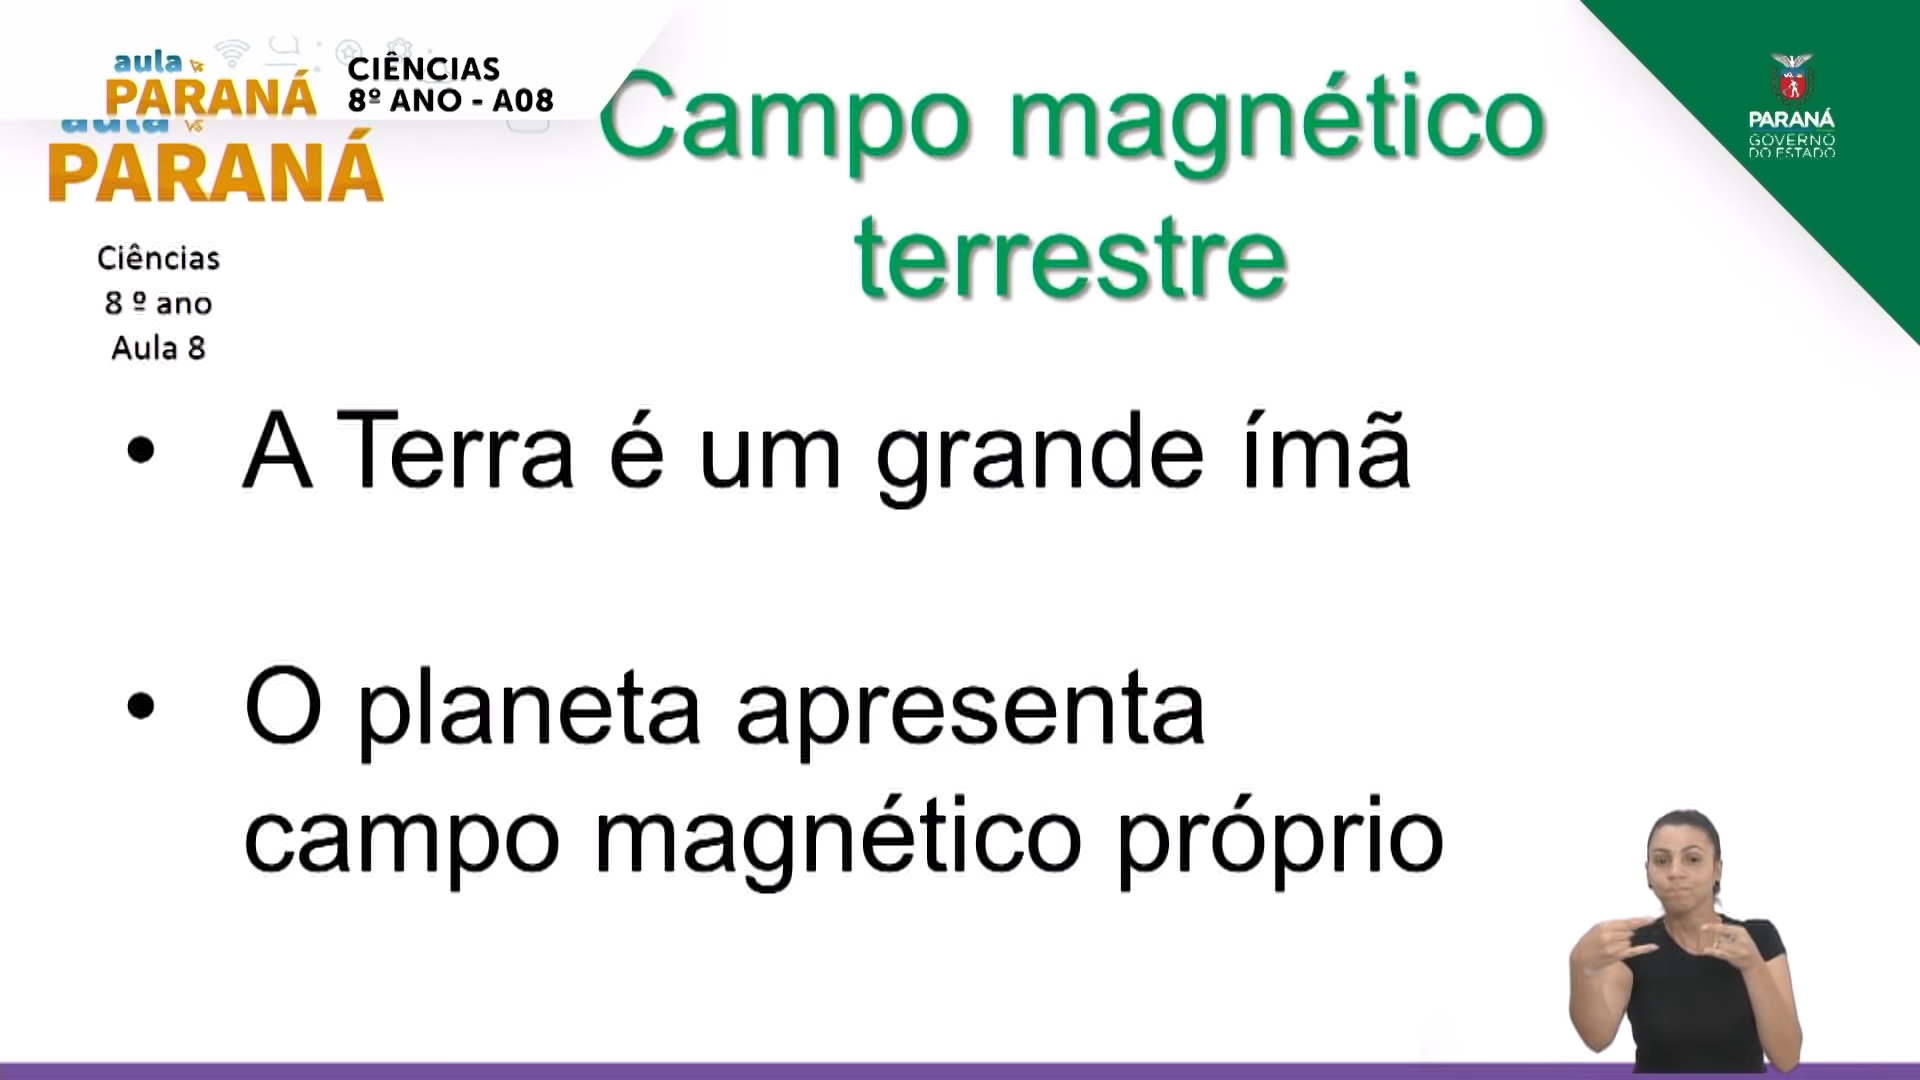 aula
PARANÁ
CIÊNCIAS
8º ANO - A08
aula
PARANÁ
Ciências
8 º ano
Aula 8
Campo magnético
terrestre
PARANÁ
GOVERNO
DO ESTADO
• A Terra é um grande ímã
• O planeta apresenta
campo magnético próprio